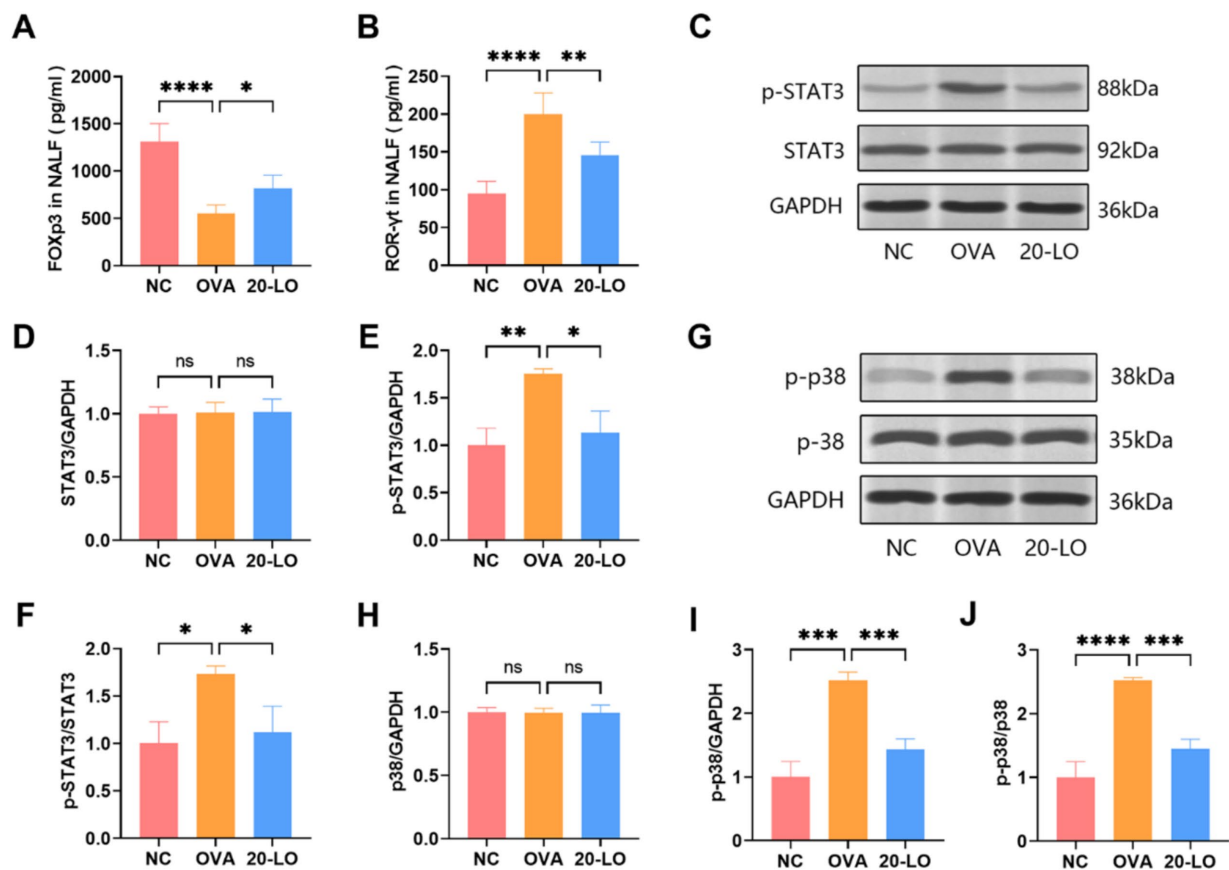 A
FOXp3 in NALF ( pg/ml )
2000
1500
1000
500
0
****
*
NC OVA 20-LO
B
ROR-γt in NALF ( pg/ml )
250
200
150
100
50
0
****
**
NC OVA 20-LO
C
p-STAT3 88kDa
STAT3 92kDa
GAPDH 36kDa
NC OVA 20-LO
D
STAT3/GAPDH
1.5
1.0
0.5
0.0
ns
ns
NC OVA 20-LO
E
p-STAT3/GAPDH
2.0
1.5
1.0
0.5
0.0
**
*
NC OVA 20-LO
G
p-p38 38kDa
p-38 35kDa
GAPDH 36kDa
NC OVA 20-LO
F
p-STAT3/STAT3
2.0
1.5
1.0
0.5
0.0
*
*
NC OVA 20-LO
H
p38/GAPDH
1.5
1.0
0.5
0.0
ns
ns
NC OVA 20-LO
I
p-p38/GAPDH
3
2
1
0
***
***
NC OVA 20-LO
J
p-p38/p38
3
2
1
0
****
***
NC OVA 20-LO